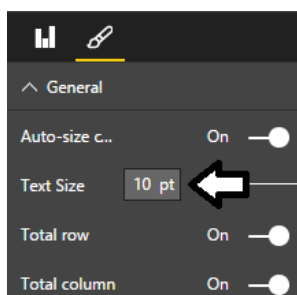 General
Auto-size c... On
Text Size 10 pt
Total row On
Total column On